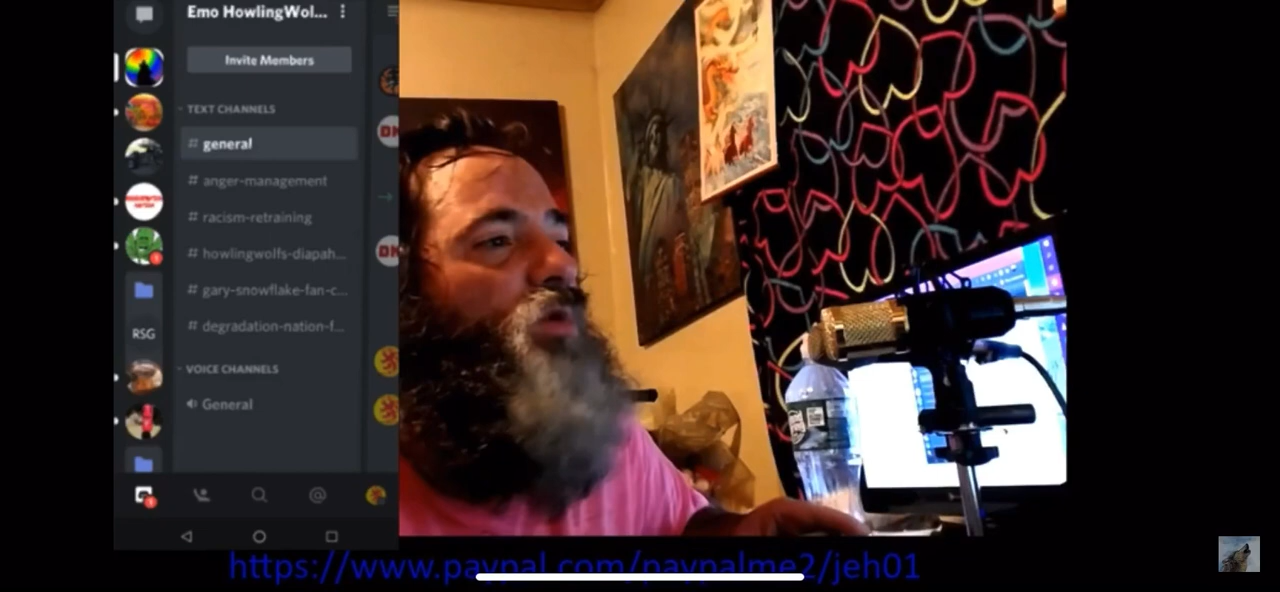 Emo HowlingWol...
Invite Members
TEXT CHANNELS
# general
# anger-management
# racism-retraining
# howlingwolfs-diapah...
# gary-snowflake-fan-c...
# degradation-nation-f...
RSG
VOICE CHANNELS
General
https://www.paypal.com/paypalme2/jeh01